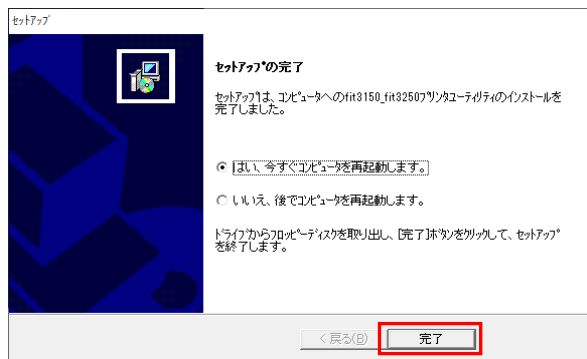 セットアップ
セットアップの完了
セットアップは、コンピュータへのfit3150_fit3250プリンタユーティリティのインストールを
完了しました。
はい、今すぐコンピュータを再起動します。
いいえ、後でコンピュータを再起動します。
ドライブからフロッピーディスクを取り出し、[完了]ボタンをクリックして、セットアップ
を終了します。
< 戻る(B)
完了